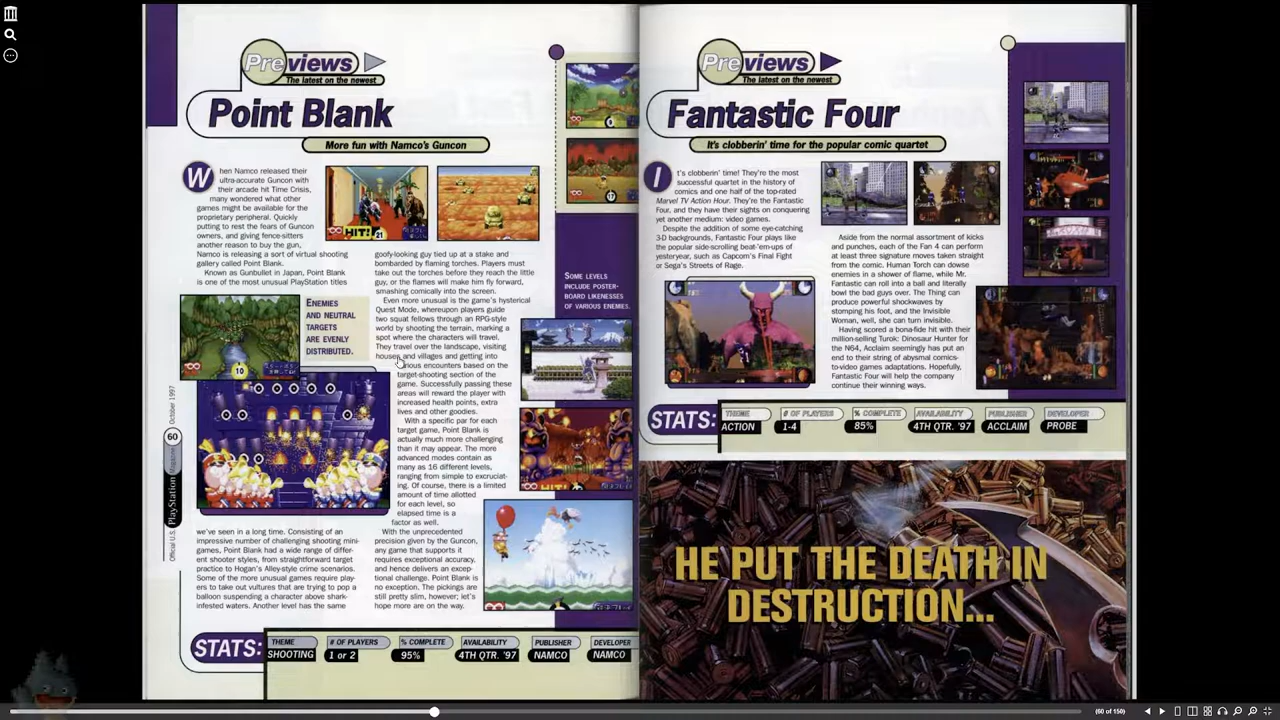 Previews
The latest on the newest
Point Blank
More fun with Namco's Guncon
When Namco released their
ultra-accurate Guncon with
their arcade hit Time Crisis,
many wondered what other
games might be available for the
proprietary peripheral. Quickly
putting to rest the fears of Guncon
owners, and giving fence-sitters
another reason to buy the gun,
Namco is releasing a sort of virtual shooting
gallery called Point Blank.
Known as Gunbullet in Japan, Point Blank
is one of the most unusual PlayStation titles
HIT! 21
ENEMIES
AND NEUTRAL
TARGETS
ARE EVENLY
DISTRIBUTED.
10
we've seen in a long time. Consisting of an
impressive number of challenging shooting mini-
games, Point Blank had a wide range of differ-
ent shooter styles, from straightforward target
practice to Hogan's Alley-style crime scenarios.
Some of the more unusual games require play-
ers to take out vultures that are trying to pop a
balloon suspending a character above shark-
infested waters. Another level has the same
goofy-looking guy tied up at a stake and
bombarded by flaming torches. Players must
take out the torches before they reach the little
guy, or the flames will make him fly forward,
smashing comically into the screen.
Even more unusual is the game's hysterical
Quest Mode, whereupon players guide
two squat fellows through an RPG-style
world by shooting the terrain, marking a
spot where the characters will travel.
They travel over the landscape, visiting
houses and villages and getting into
various encounters based on the
target-shooting section of the
game. Successfully passing these
areas will reward the player with
increased health points, extra
lives and other goodies.
With a specific par for each
target game, Point Blank is
actually much more challenging
than it may appear. The more
advanced modes contain as
many as 16 different levels,
ranging from simple to excruciat-
ing. Of course, there is a limited
amount of time allotted
for each level, so
elapsed time is a
factor as well.
With the unprecedented
precision given by the Guncon,
any game that supports it
requires exceptional accuracy,
and hence delivers an excep-
tional challenge. Point Blank is
no exception. The pickings are
still pretty slim, however; let's
hope more are on the way.
SOME LEVELS
INCLUDE POSTER-
BOARD LIKENESSES
OF VARIOUS ENEMIES.
HIT!
STATS:
THEME # OF PLAYERS % COMPLETE AVAILABILITY PUBLISHER DEVELOPER
SHOOTING 1 or 2 95% 4TH QTR. '97 NAMCO NAMCO
Official U.S. PlayStation Magazine 60 October 1997
Previews
The latest on the newest
Fantastic Four
It's clobberin' time for the popular comic quartet
It's clobberin' time! They're the most
successful quartet in the history of
comics and one half of the top-rated
Marvel TV Action Hour. They're the Fantastic
Four, and they have their sights on conquering
yet another medium: video games.
Despite the addition of some eye-catching
3-D backgrounds, Fantastic Four plays like
the popular side-scrolling beat-'em-ups of
yesteryear, such as Capcom's Final Fight
or Sega's Streets of Rage.
Aside from the normal assortment of kicks
and punches, each of the Fan 4 can perform
at least three signature moves taken straight
from the comic. Human Torch can dowse
enemies in a shower of flame, while Mr.
Fantastic can roll into a ball and literally
bowl the bad guys over. The Thing can
produce powerful shockwaves by
stomping his foot, and the Invisible
Woman, well, she can turn invisible.
Having scored a bona-fide hit with their
million-selling Turok: Dinosaur Hunter for
the N64, Acclaim seemingly has put an
end to their string of abysmal comics-
to-video games adaptations. Hopefully,
Fantastic Four will help the company
continue their winning ways.
STATS:
THEME # OF PLAYERS % COMPLETE AVAILABILITY PUBLISHER DEVELOPER
ACTION 1-4 85% 4TH QTR. '97 ACCLAIM PROBE
HE PUT THE DEATH IN
DESTRUCTION...
(60 of 150)